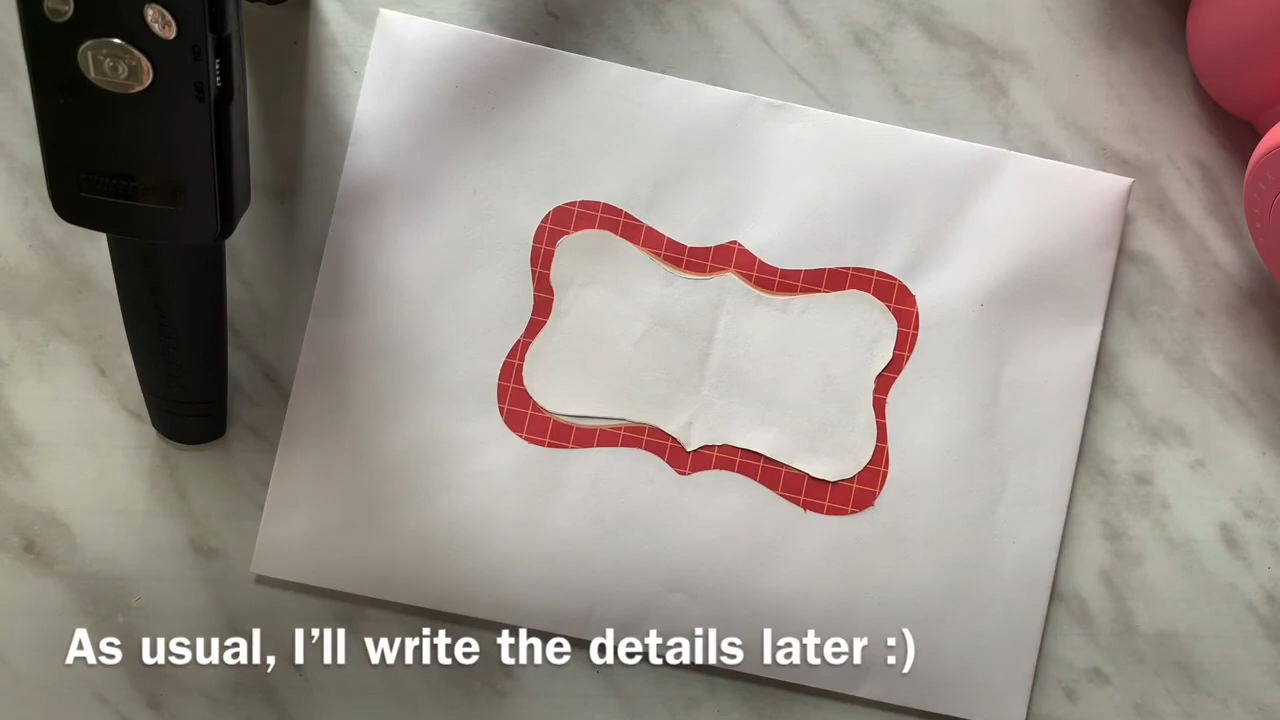 As usual, I'll write the details later :)